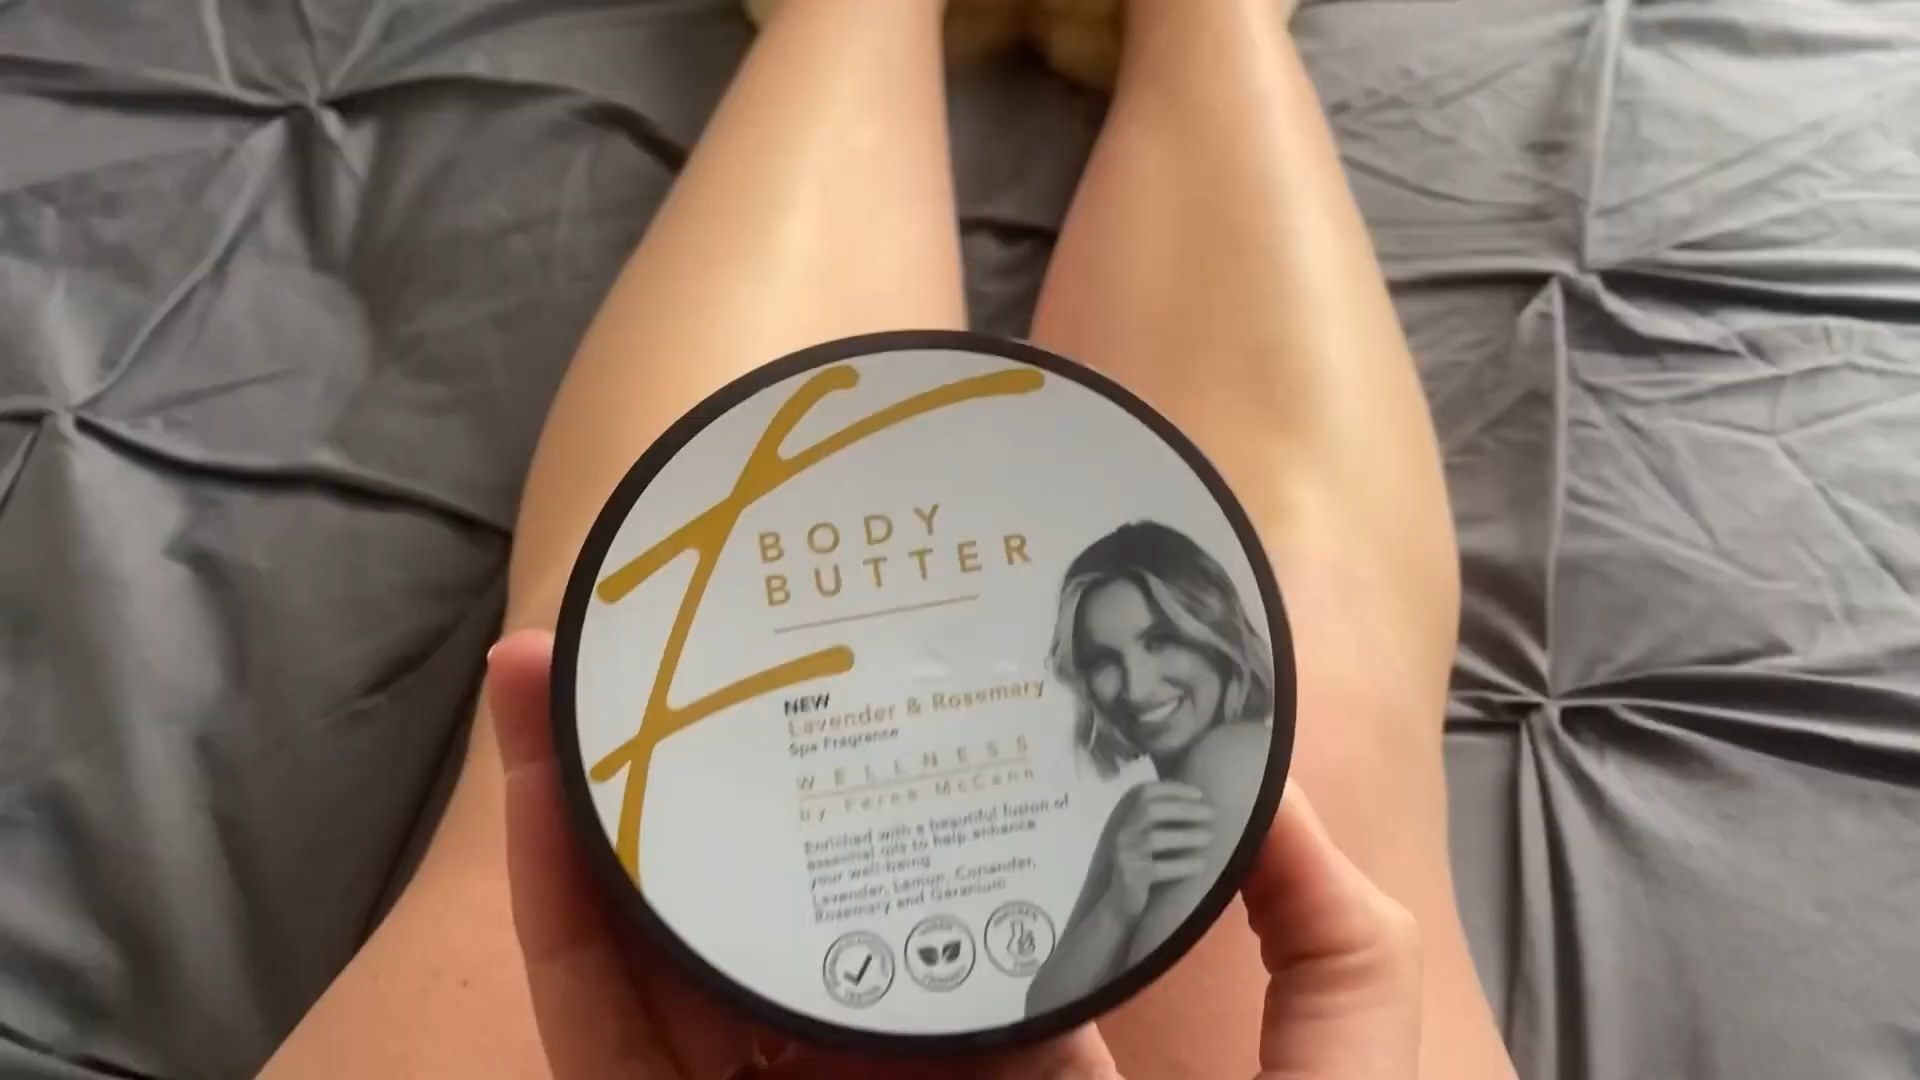 BODY
BUTTER
NEW
Lavender & Rosemary
Spa Fragrance
WELLNESS
by Ferne McCann
Enriched with a beautiful fusion of
essential oils to help enhance
your well-being
Lavender, Lemon, Coriander,
Rosemary and Geranium